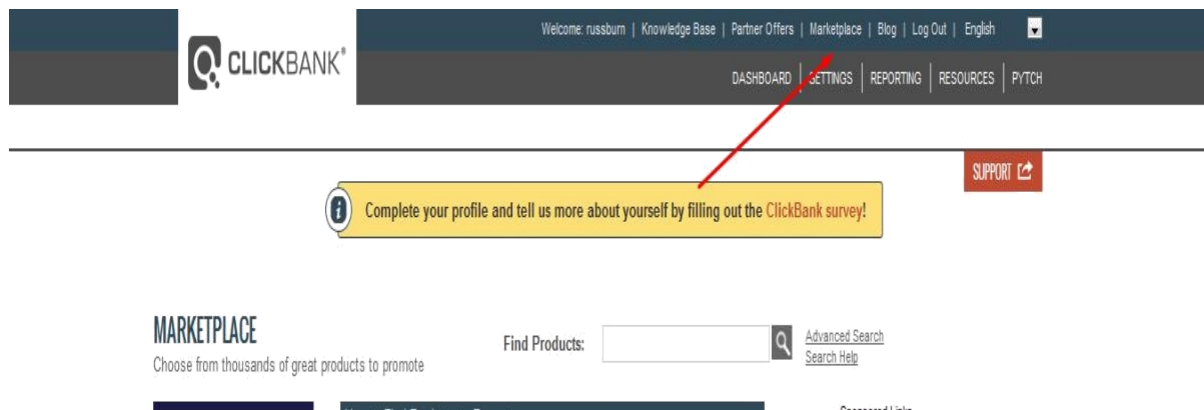 Welcome: russburn | Knowledge Base | Partner Offers | Marketplace | Blog | Log Out | English
CLICKBANK®
DASHBOARD | SETTINGS | REPORTING | RESOURCES | PYTCH
SUPPORT
Complete your profile and tell us more about yourself by filling out the ClickBank survey!
MARKETPLACE
Choose from thousands of great products to promote
Find Products:
Advanced Search
Search Help